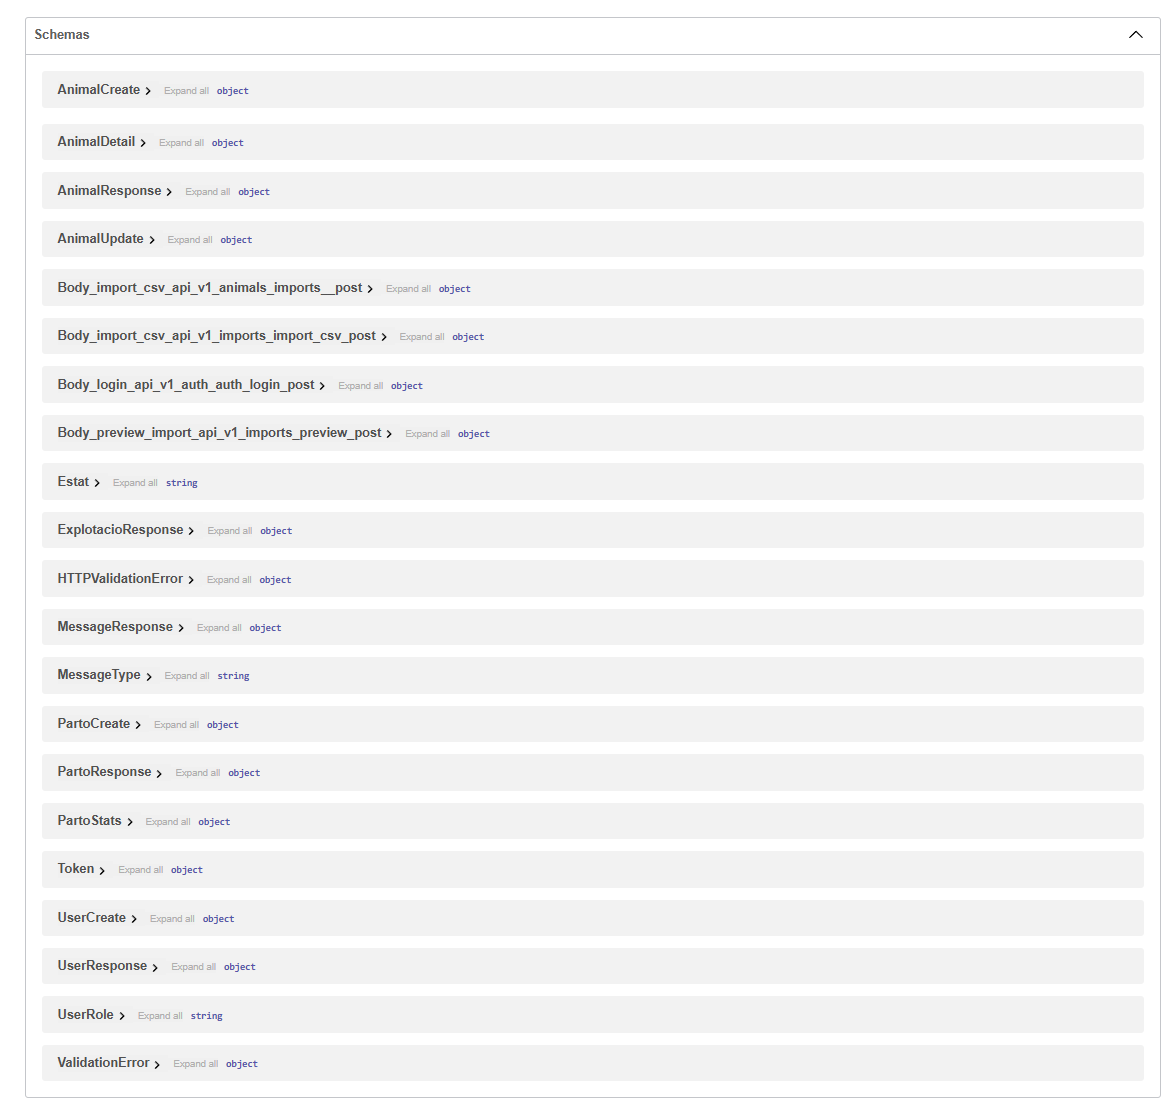 Schemas
AnimalCreate Expand all object
AnimalDetail Expand all object
AnimalResponse Expand all object
AnimalUpdate Expand all object
Body_import_csv_api_v1_animals_imports__post Expand all object
Body_import_csv_api_v1_imports_import_csv_post Expand all object
Body_login_api_v1_auth_auth_login_post Expand all object
Body_preview_import_api_v1_imports_preview_post Expand all object
Estat Expand all string
ExplotacioResponse Expand all object
HTTPValidationError Expand all object
MessageResponse Expand all object
MessageType Expand all string
PartoCreate Expand all object
PartoResponse Expand all object
PartoStats Expand all object
Token Expand all object
UserCreate Expand all object
UserResponse Expand all object
UserRole Expand all string
ValidationError Expand all object